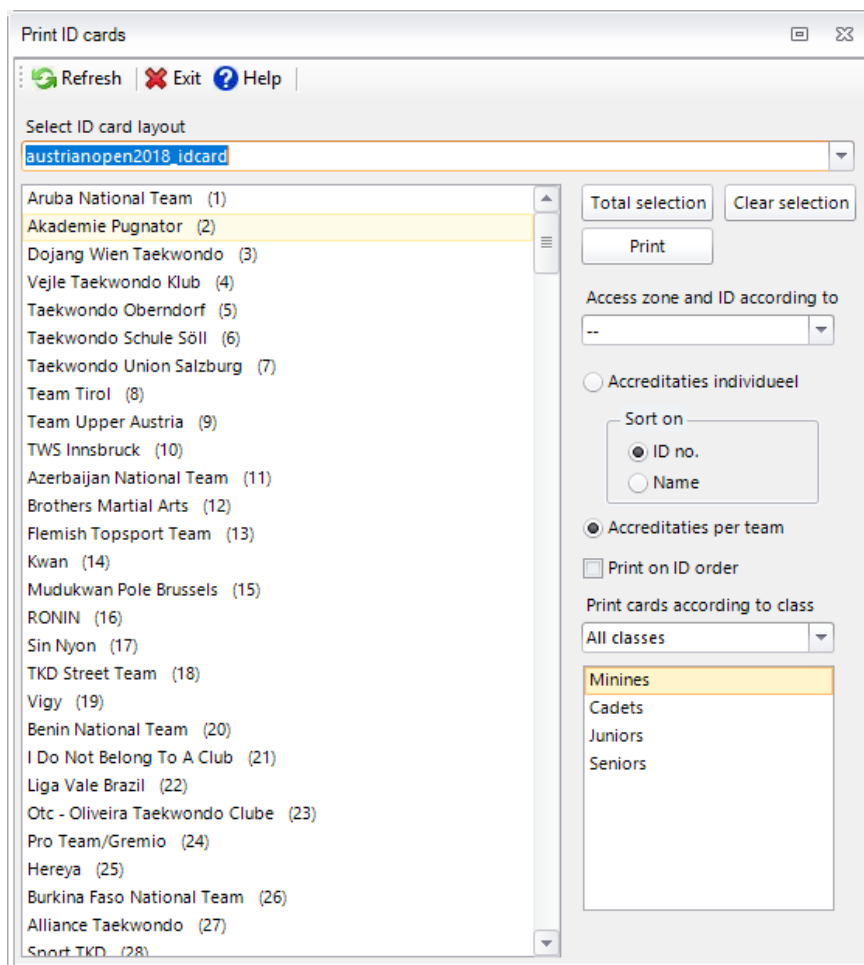 Print ID cards
Refresh Exit Help
Select ID card layout
austrianopen2018_idcard
Aruba National Team (1)
Akademie Pugnator (2)
Dojang Wien Taekwondo (3)
Vejle Taekwondo Klub (4)
Taekwondo Oberndorf (5)
Taekwondo Schule Söll (6)
Taekwondo Union Salzburg (7)
Team Tirol (8)
Team Upper Austria (9)
TWS Innsbruck (10)
Azerbaijan National Team (11)
Brothers Martial Arts (12)
Flemish Topsport Team (13)
Kwan (14)
Mudukwan Pole Brussels (15)
RONIN (16)
Sin Nyon (17)
TKD Street Team (18)
Vigy (19)
Benin National Team (20)
I Do Not Belong To A Club (21)
Liga Vale Brazil (22)
Otc - Oliveira Taekwondo Clube (23)
Pro Team/Gremio (24)
Hereya (25)
Burkina Faso National Team (26)
Alliance Taekwondo (27)
Sport TKD (28)
Total selection Clear selection
Print
Access zone and ID according to
--
Accreditaties individueel
Sort on
ID no.
Name
Accreditaties per team
Print on ID order
Print cards according to class
All classes
Minines
Cadets
Juniors
Seniors